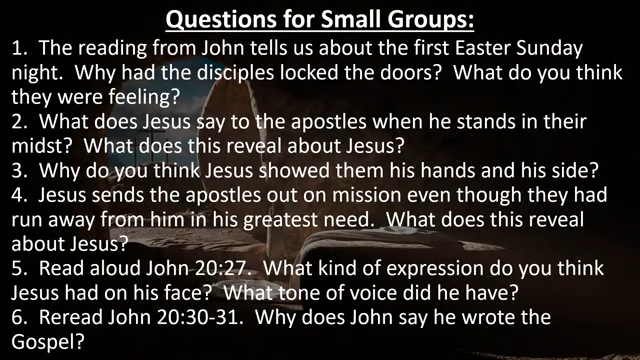 Questions for Small Groups:
1.  The reading from John tells us about the first Easter Sunday
night.  Why had the disciples locked the doors?  What do you think
they were feeling?
2.  What does Jesus say to the apostles when he stands in their
midst?  What does this reveal about Jesus?
3.  Why do you think Jesus showed them his hands and his side?
4.  Jesus sends the apostles out on mission even though they had
run away from him in his greatest need.  What does this reveal
about Jesus?
5.  Read aloud John 20:27.  What kind of expression do you think
Jesus had on his face?  What tone of voice did he have?
6.  Reread John 20:30-31.  Why does John say he wrote the
Gospel?